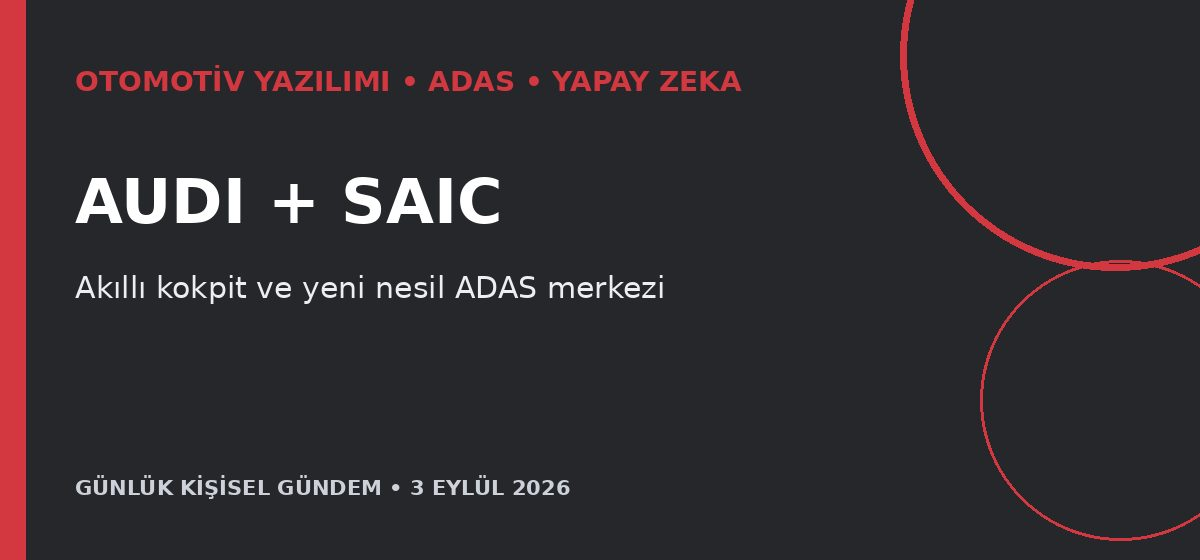 OTOMOTİV YAZILIMI • ADAS • YAPAY ZEKA
AUDI + SAIC
Akıllı kokpit ve yeni nesil ADAS merkezi
GÜNLÜK KİŞİSEL GÜNDEM • 3 EYLÜL 2026